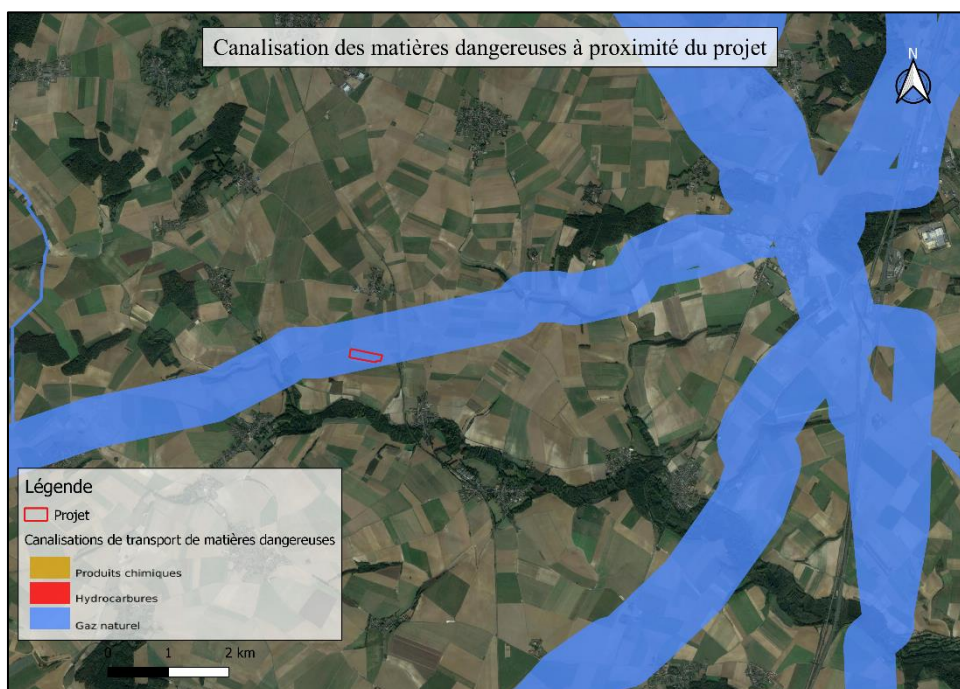 Canalisation des matières dangereuses à proximité du projet
N
Légende
Projet
Canalisations de transport de matières dangereuses
Produits chimiques
Hydrocarbures
Gaz naturel
0 1 2 km